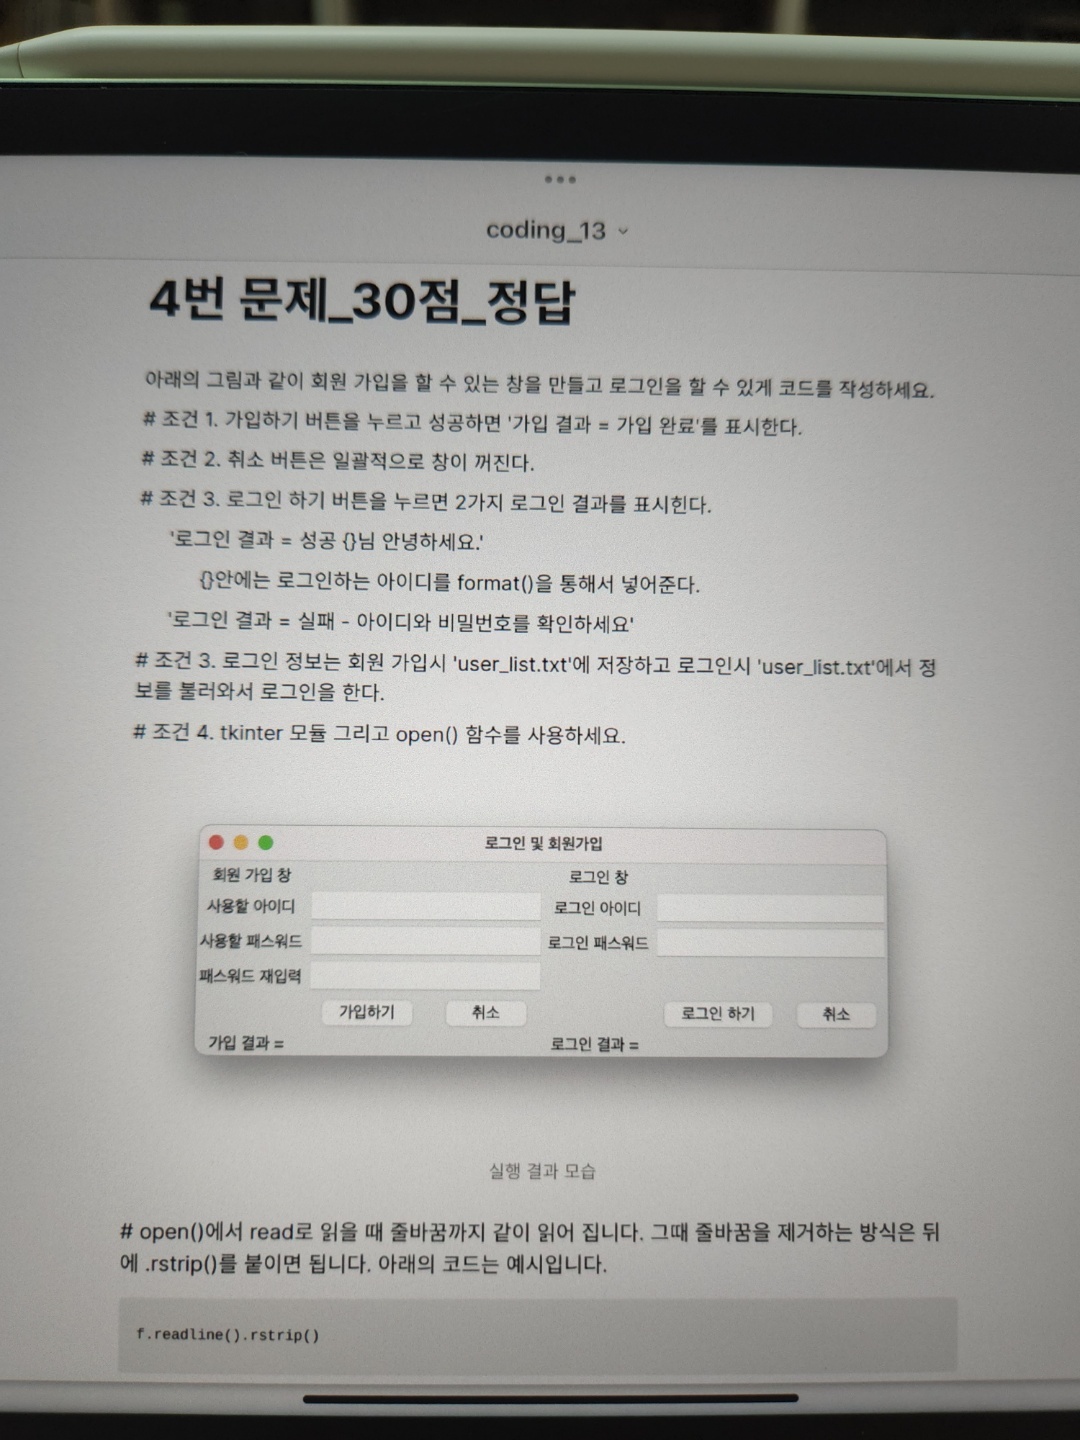 coding_13
4번 문제_30점_정답
아래의 그림과 같이 회원 가입을 할 수 있는 창을 만들고 로그인을 할 수 있게 코드를 작성하세요.
# 조건 1. 가입하기 버튼을 누르고 성공하면 '가입 결과 = 가입 완료'를 표시한다.
# 조건 2. 취소 버튼은 일괄적으로 창이 꺼진다.
# 조건 3. 로그인 하기 버튼을 누르면 2가지 로그인 결과를 표시힌다.
'로그인 결과 = 성공 {}님 안녕하세요.'
{}안에는 로그인하는 아이디를 format()을 통해서 넣어준다.
'로그인 결과 = 실패 - 아이디와 비밀번호를 확인하세요'
# 조건 3. 로그인 정보는 회원 가입시 'user_list.txt'에 저장하고 로그인시 'user_list.txt'에서 정
보를 불러와서 로그인을 한다.
# 조건 4. tkinter 모듈 그리고 open() 함수를 사용하세요.
로그인 및 회원가입
회원 가입 창 로그인 창
사용할 아이디 로그인 아이디
사용할 패스워드 로그인 패스워드
패스워드 재입력
가입하기 취소 로그인 하기 취소
가입 결과 = 로그인 결과 =
실행 결과 모습
# open()에서 read로 읽을 때 줄바꿈까지 같이 읽어 집니다. 그때 줄바꿈을 제거하는 방식은 뒤
에 .rstrip()를 붙이면 됩니다. 아래의 코드는 예시입니다.
f.readline().rstrip()